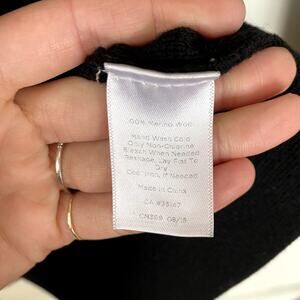 100% Merino Wool
Hand Wash Cold
Only Non-Chlorine
Bleach When Needed
Reshape, Lay Flat To
Dry
Cool Iron, If Needed
Made in China
CA #35147
CN369 08/15